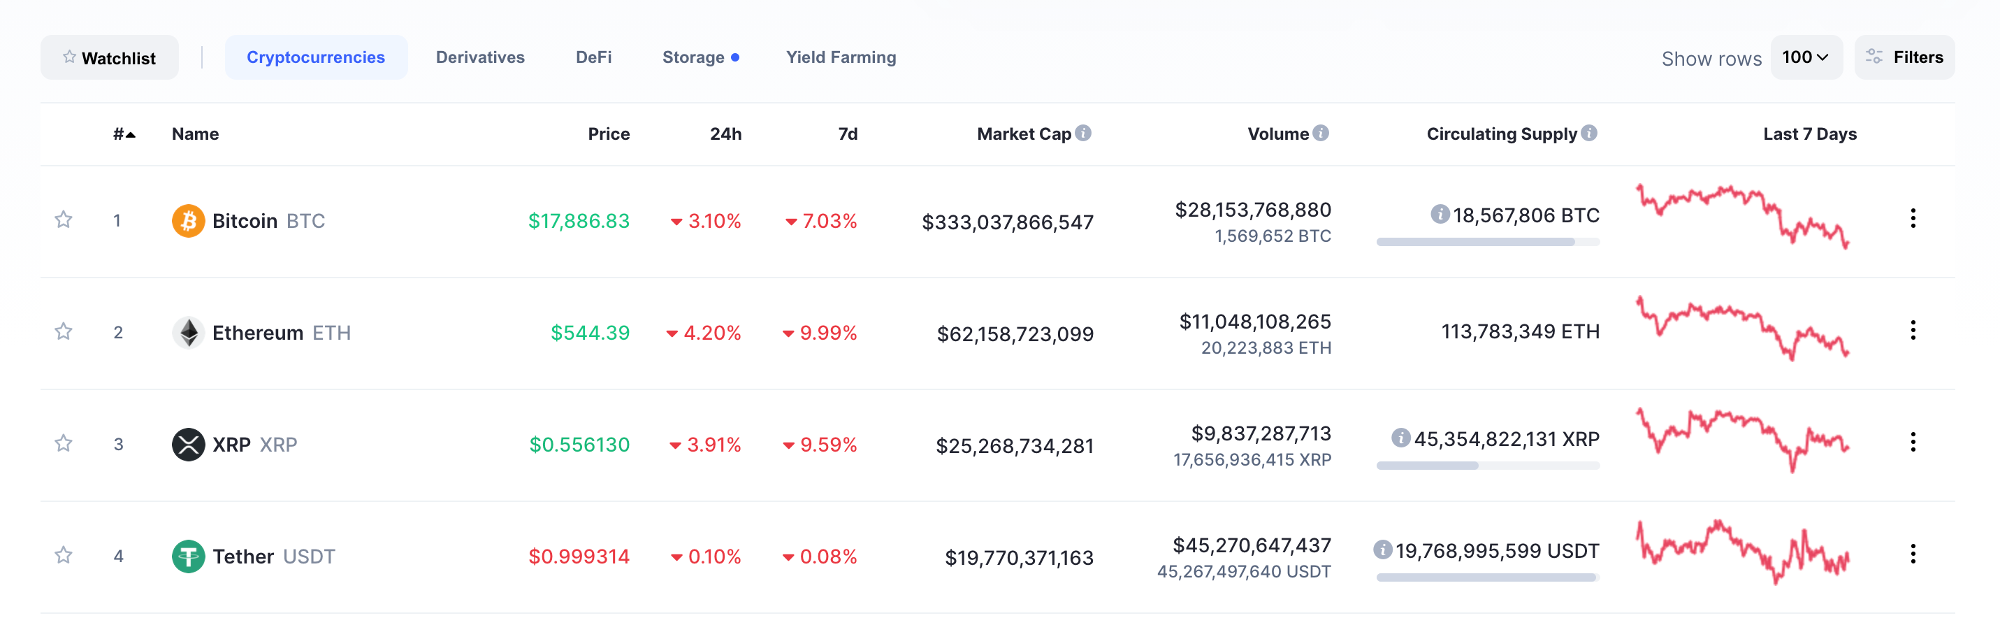 Watchlist Cryptocurrencies Derivatives DeFi Storage Yield Farming Show rows 100 Filters
# Name Price 24h 7d Market Cap Volume Circulating Supply Last 7 Days
1 Bitcoin BTC $17,886.83 3.10% 7.03% $333,037,866,547 $28,153,768,880 18,567,806 BTC
1,569,652 BTC
2 Ethereum ETH $544.39 4.20% 9.99% $62,158,723,099 $11,048,108,265 113,783,349 ETH
20,223,883 ETH
3 XRP XRP $0.556130 3.91% 9.59% $25,268,734,281 $9,837,287,713 45,354,822,131 XRP
17,656,936,415 XRP
4 Tether USDT $0.999314 0.10% 0.08% $19,770,371,163 $45,270,647,437 19,768,995,599 USDT
45,267,497,640 USDT